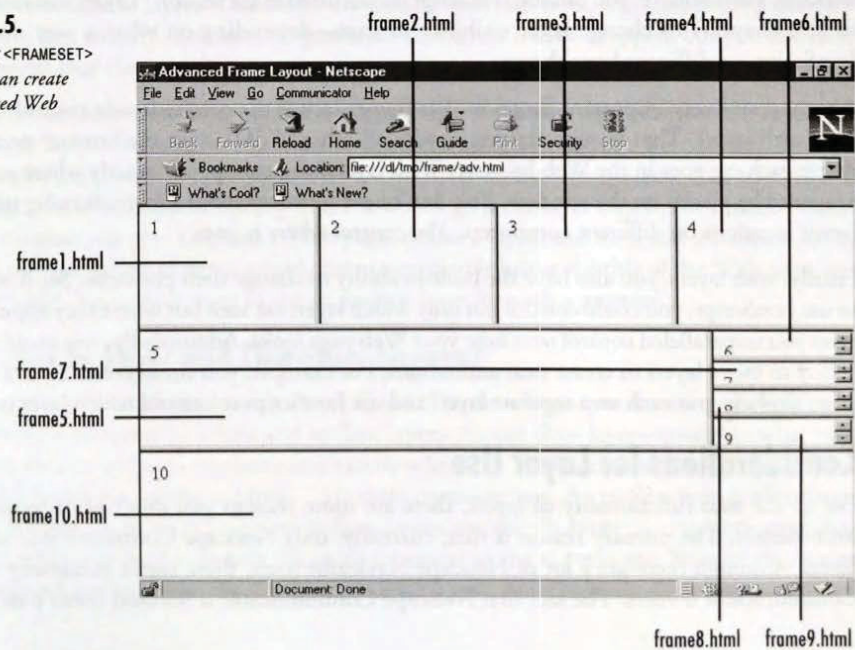 .5.
<FRAMESET>
an create
ed Web
frame2.html frame3.html frame4.html frame6.html
Advanced Frame Layout - Netscape
File Edit View Go Communicator Help
Back Forward Reload Home Search Guide Print Security Stop
N
Bookmarks Location: file:///d|/tmp/frame/adv.html
What's Cool? What's New?
1 2 3 4
frame1.html
5 6
frame7.html
7
frame5.html
8
9
10
frame10.html
Document: Done
frame8.html frame9.html